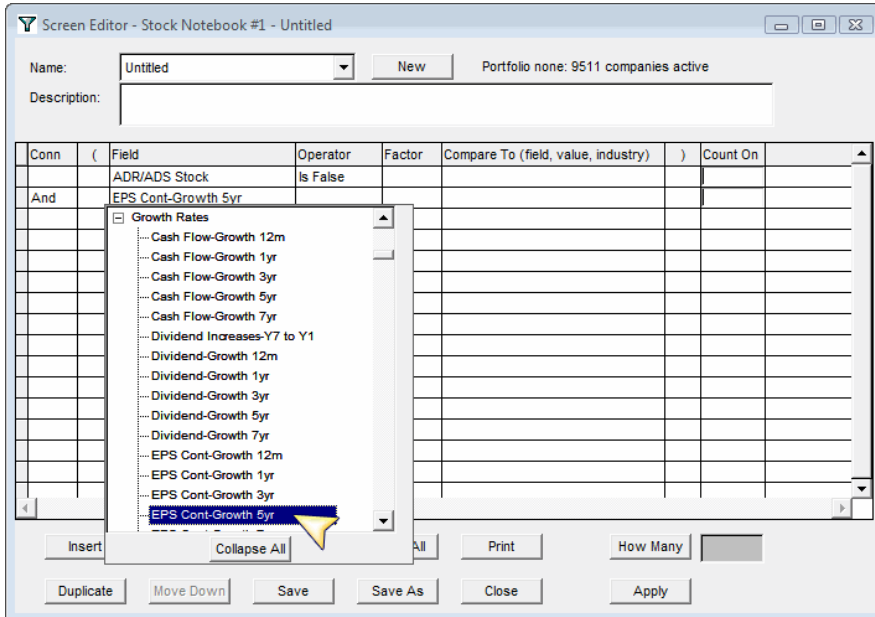 Screen Editor - Stock Notebook #1 - Untitled
Name: Untitled New Portfolio none: 9511 companies active
Description:
Conn ( Field Operator Factor Compare To (field, value, industry) ) Count On
ADR/ADS Stock Is False
And EPS Cont-Growth 5yr
Growth Rates
Cash Flow-Growth 12m
Cash Flow-Growth 1yr
Cash Flow-Growth 3yr
Cash Flow-Growth 5yr
Cash Flow-Growth 7yr
Dividend Increases-Y7 to Y1
Dividend-Growth 12m
Dividend-Growth 1yr
Dividend-Growth 3yr
Dividend-Growth 5yr
Dividend-Growth 7yr
EPS Cont-Growth 12m
EPS Cont-Growth 1yr
EPS Cont-Growth 3yr
EPS Cont-Growth 5yr
Insert Collapse All All Print How Many
Duplicate Move Down Save Save As Close Apply